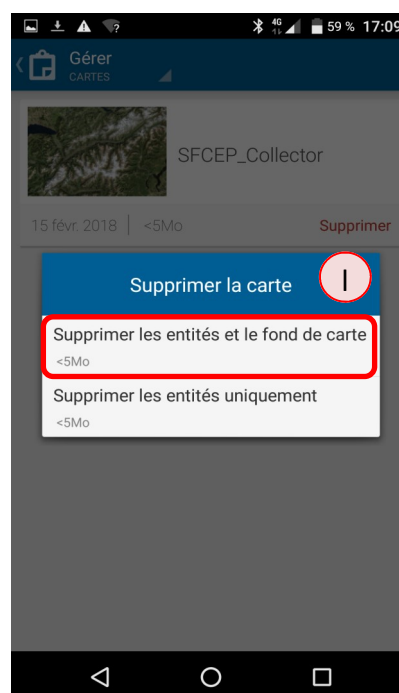 4G 59 % 17:09
Gérer
CARTES
SFCEP_Collector
15 févr. 2018 <5Mo Supprimer
Supprimer la carte I
Supprimer les entités et le fond de carte
<5Mo
Supprimer les entités uniquement
<5Mo